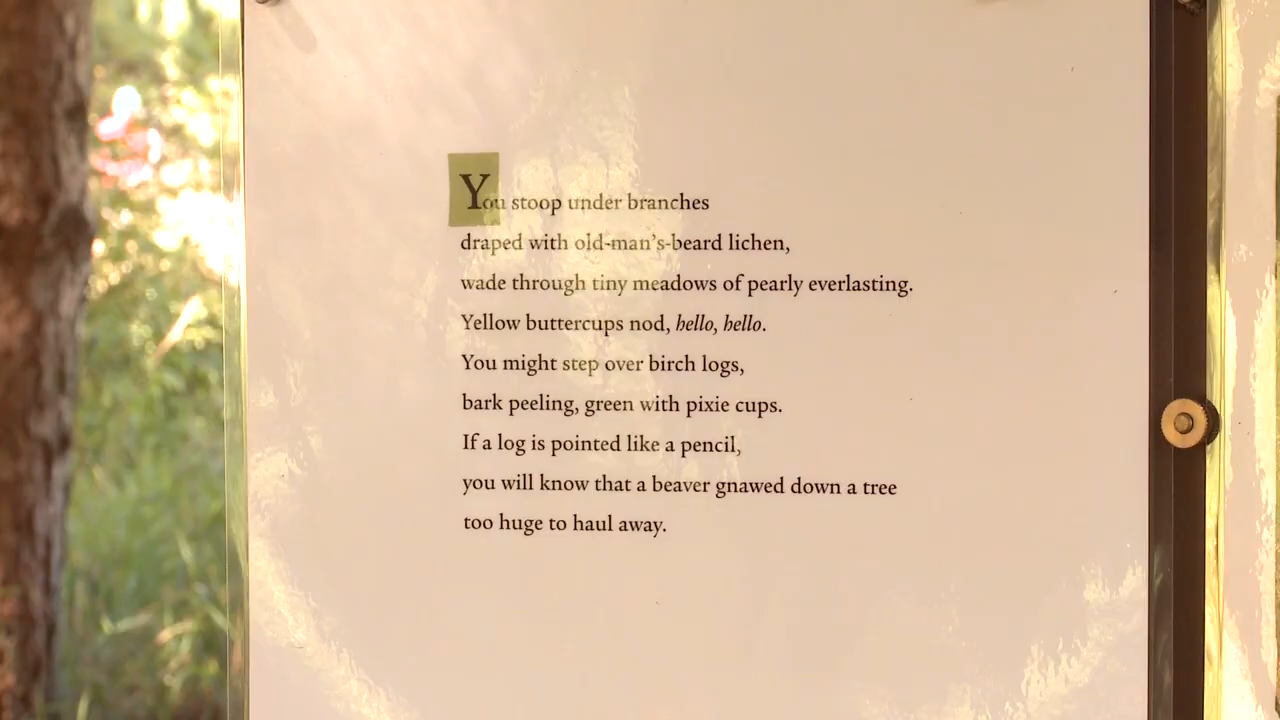 You stoop under branches
draped with old-man's-beard lichen,
wade through tiny meadows of pearly everlasting.
Yellow buttercups nod, hello, hello.
You might step over birch logs,
bark peeling, green with pixie cups.
If a log is pointed like a pencil,
you will know that a beaver gnawed down a tree
too huge to haul away.